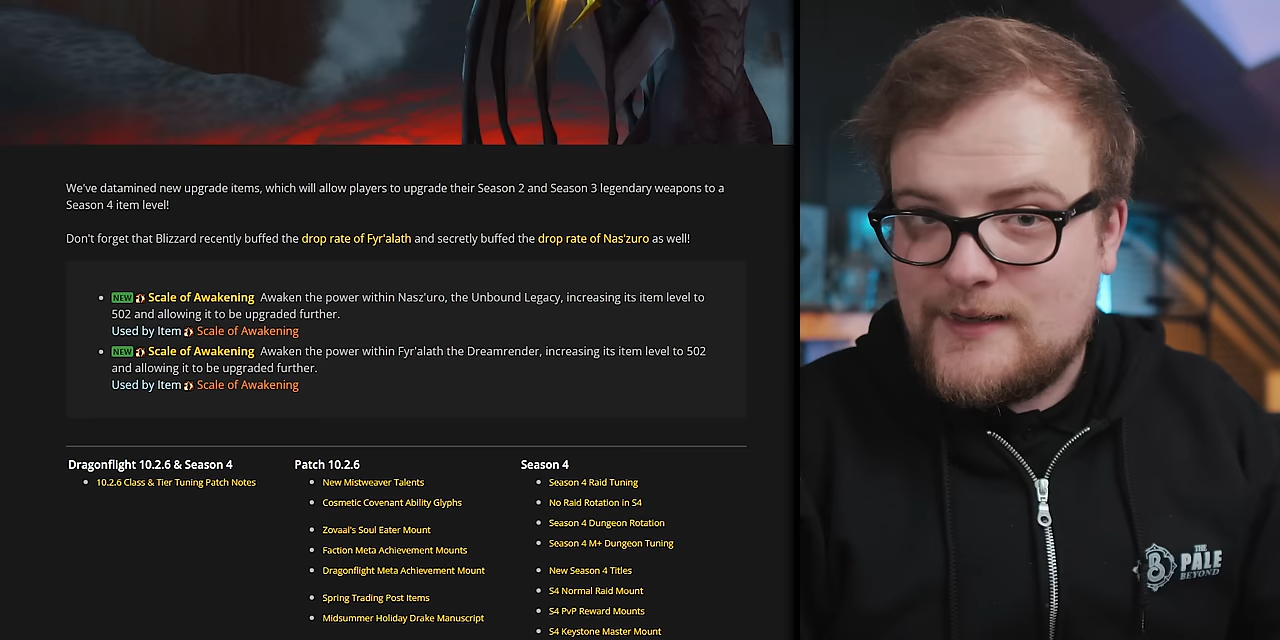 We've datamined new upgrade items, which will allow players to upgrade their Season 2 and Season 3 legendary weapons to a
Season 4 item level!
Don't forget that Blizzard recently buffed the drop rate of Fyr'alath and secretly buffed the drop rate of Nas'zuro as well!
NEW Scale of Awakening Awaken the power within Nasz'uro, the Unbound Legacy, increasing its item level to
502 and allowing it to be upgraded further.
Used by Item Scale of Awakening
NEW Scale of Awakening Awaken the power within Fyr'alath the Dreamrender, increasing its item level to 502
and allowing it to be upgraded further.
Used by Item Scale of Awakening
Dragonflight 10.2.6 & Season 4
10.2.6 Class & Tier Tuning Patch Notes
Patch 10.2.6
New Mistweaver Talents
Cosmetic Covenant Ability Glyphs
Zovaal's Soul Eater Mount
Faction Meta Achievement Mounts
Dragonflight Meta Achievement Mount
Spring Trading Post Items
Midsummer Holiday Drake Manuscript
Season 4
Season 4 Raid Tuning
No Raid Rotation in S4
Season 4 Dungeon Rotation
Season 4 M+ Dungeon Tuning
New Season 4 Titles
S4 Normal Raid Mount
S4 PvP Reward Mounts
S4 Keystone Master Mount
THE
PALE
BEYOND